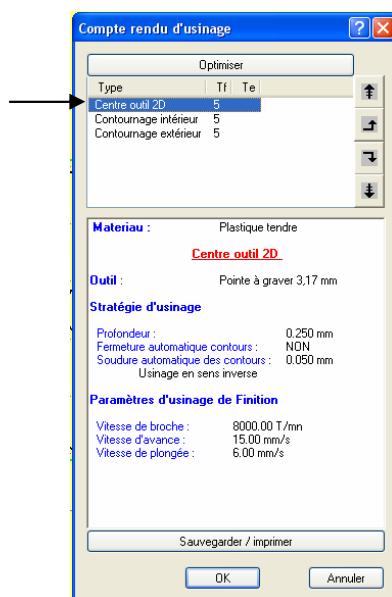 Compte rendu d'usinage
Optimiser
Type Tf Te
Centre outil 2D 5
Contournage intérieur 5
Contournage extérieur 5
Materiau : Plastique tendre
Centre outil 2D
Outil : Pointe à graver 3,17 mm
Stratégie d'usinage
Profondeur : 0.250 mm
Fermeture automatique contours : NON
Soudure automatique des contours : 0.050 mm
Usinage en sens inverse
Paramètres d'usinage de Finition
Vitesse de broche : 8000.00 T/mn
Vitesse d'avance : 15.00 mm/s
Vitesse de plongée : 6.00 mm/s
Sauvegarder / imprimer
OK Annuler